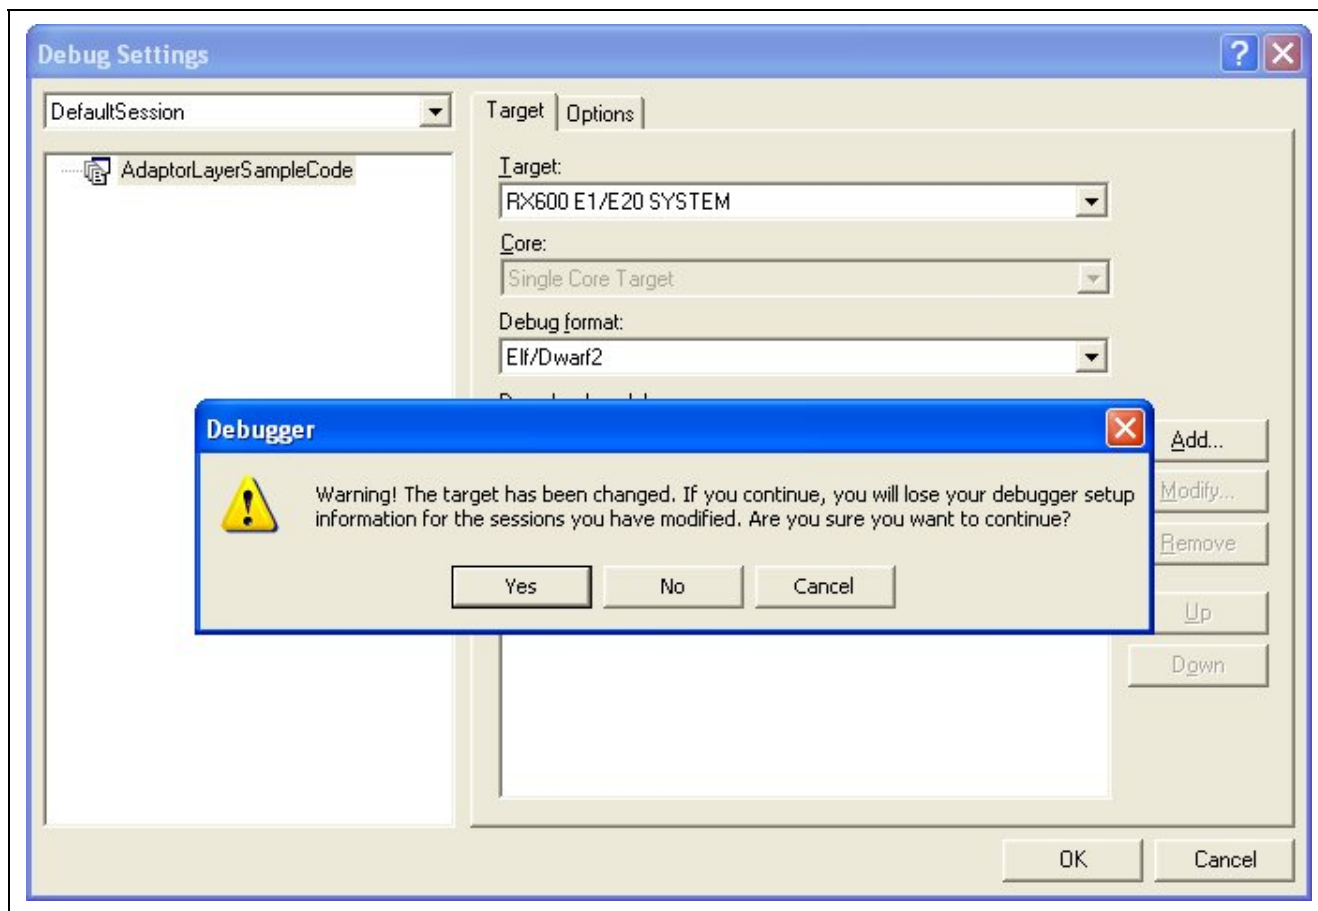 Debug Settings
DefaultSession
AdaptorLayerSampleCode
Target
Options
Target:
RX600 E1/E20 SYSTEM
Core:
Single Core Target
Debug format:
Elf/Dwarf2
Debugger
Warning! The target has been changed. If you continue, you will lose your debugger setup
information for the sessions you have modified. Are you sure you want to continue?
Yes
No
Cancel
Add...
Modify...
Remove
Up
Down
OK
Cancel